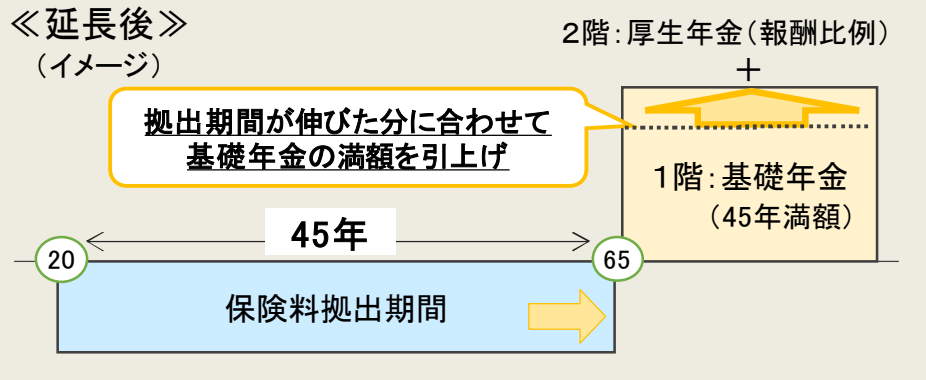 ≪延長後≫
（イメージ）
2階：厚生年金（報酬比例）
＋
拠出期間が伸びた分に合わせて
基礎年金の満額を引上げ
1階：基礎年金
（45年満額）
45年
20
65
保険料拠出期間